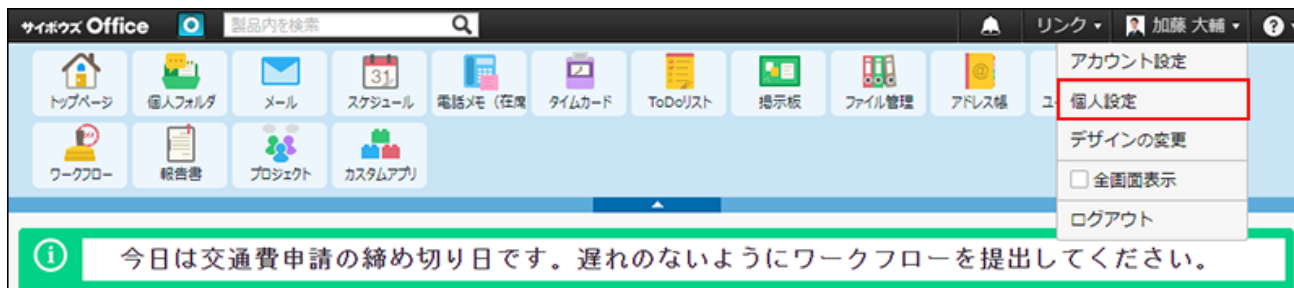 サイボウズ Office 製品内を検索 リンク 加藤 大輔 ?
トップページ 個人フォルダ メール スケジュール 電話メモ（在席 タイムカード ToDoリスト 掲示板 ファイル管理 アドレス帳 ユ
ワークフロー 報告書 プロジェクト カスタムアプリ
アカウント設定
個人設定
デザインの変更
全画面表示
ログアウト
今日は交通費申請の締め切り日です。遅れのないようにワークフローを提出してください。